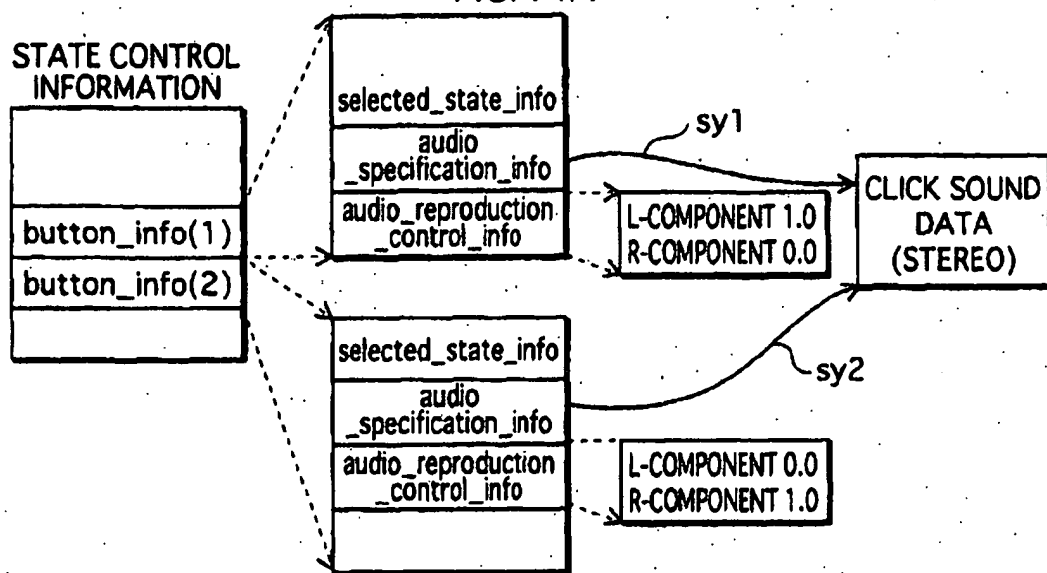 STATE CONTROL
INFORMATION
button_info(1)
button_info(2)
selected_state_info
audio
_specification_info
audio_reproduction
_control_info
L-COMPONENT 1.0
R-COMPONENT 0.0
sy1
CLICK SOUND
DATA
(STEREO)
selected_state_info
audio
_specification_info
audio_reproduction
_control_info
L-COMPONENT 0.0
R-COMPONENT 1.0
sy2